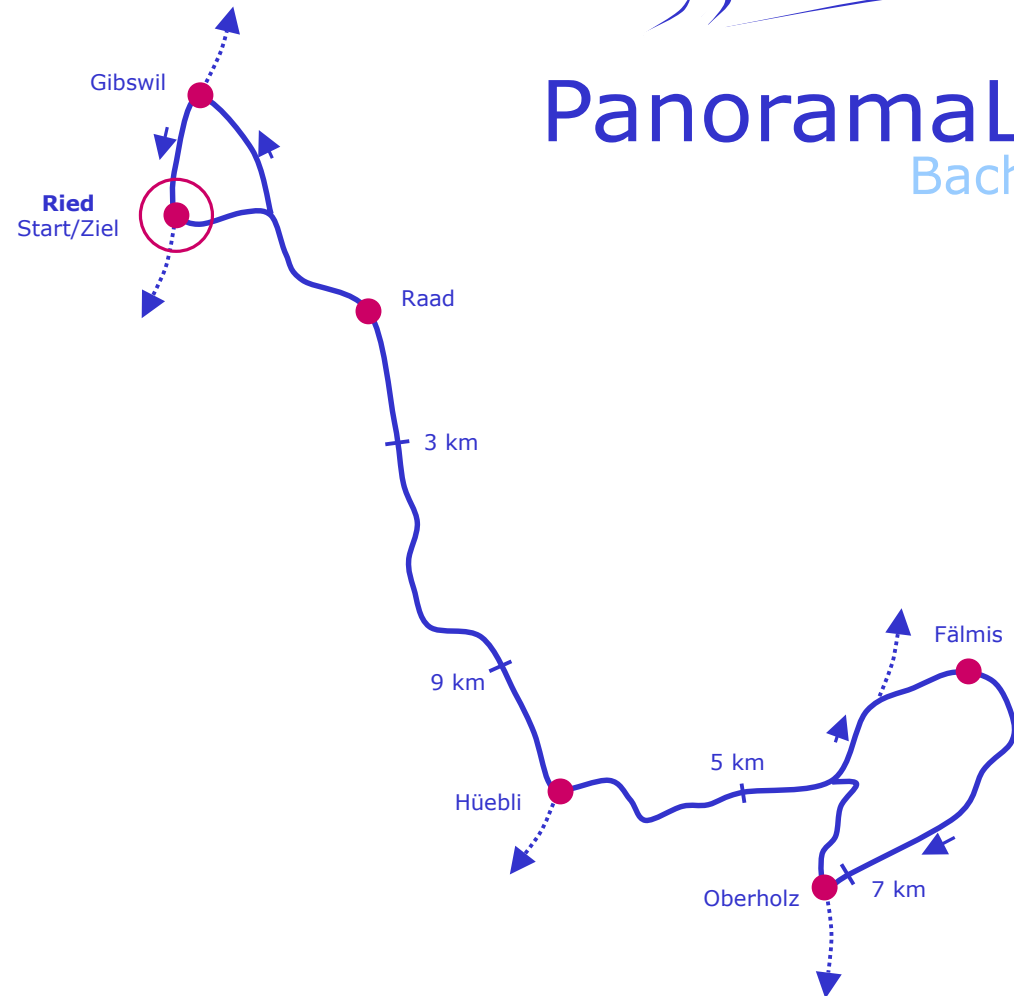 PanoramaL
Bach
Gibswil
Ried
Start/Ziel
Raad
3 km
9 km
Fälmis
5 km
Hüebli
Oberholz
7 km